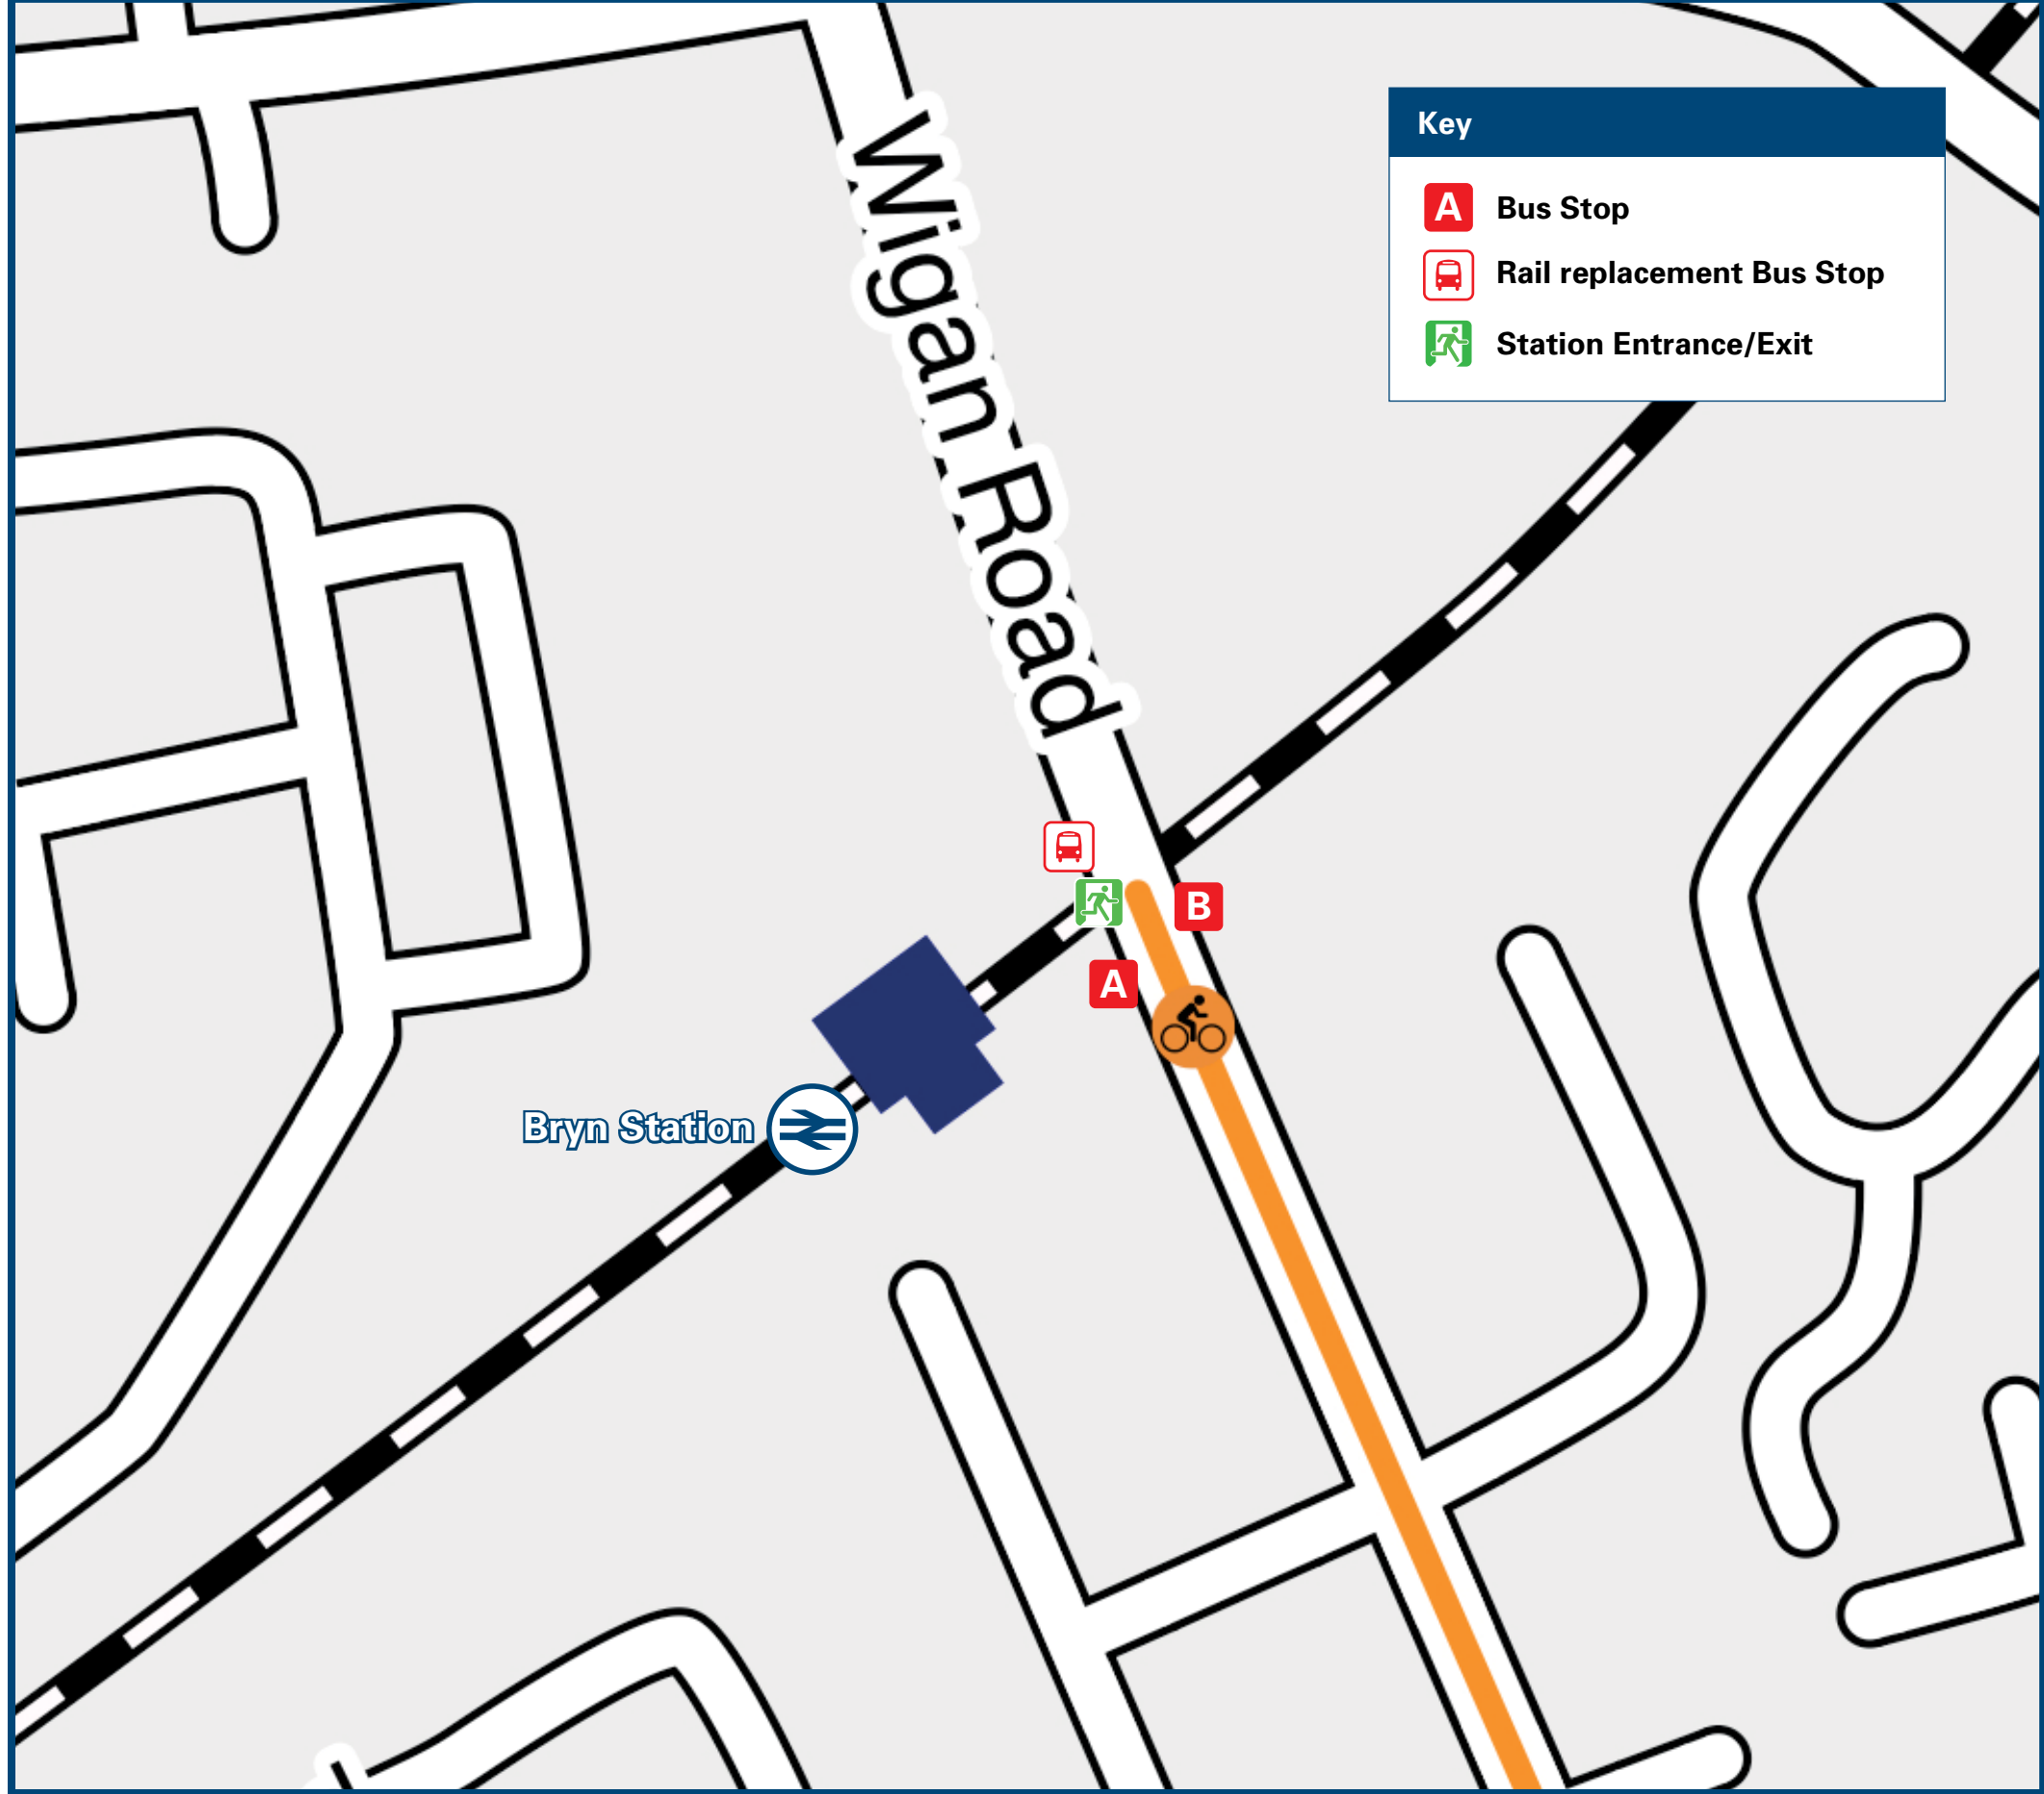 Key
A Bus Stop
Rail replacement Bus Stop
Station Entrance/Exit
Wigan Road
B
A
Bryn Station